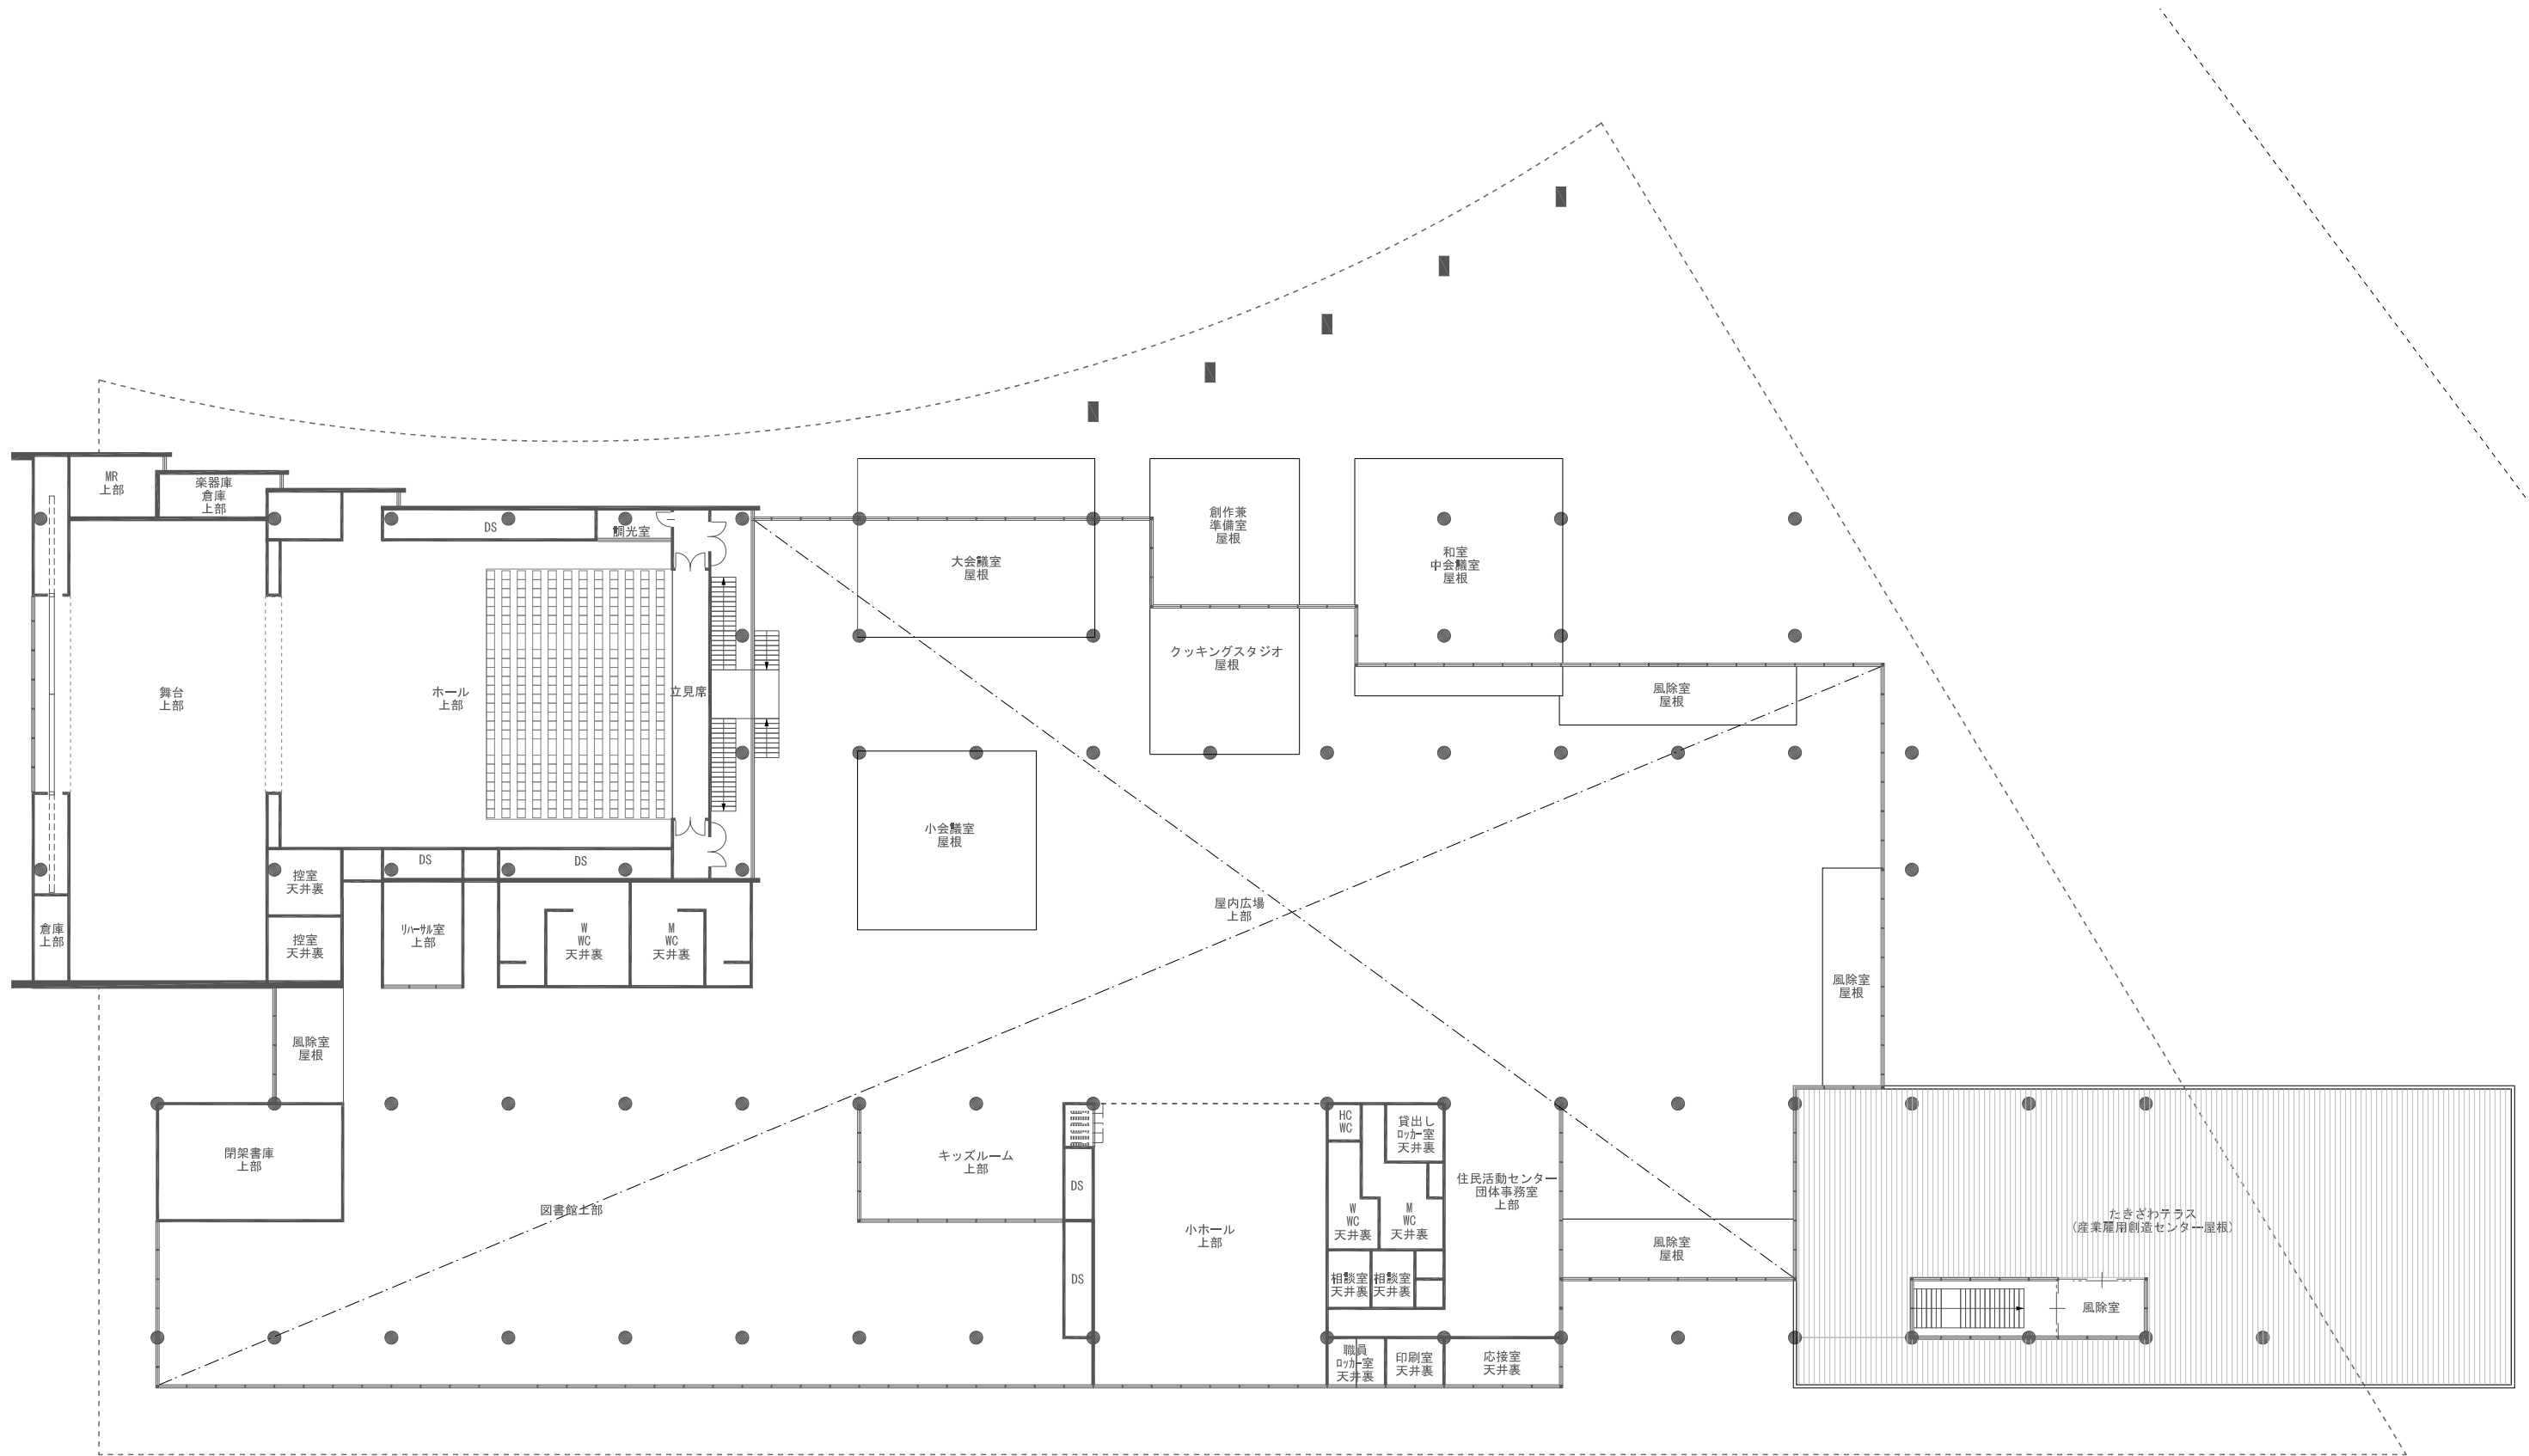 MR
上部
楽器庫
倉庫
上部
DS
調光室
創作兼
準備室
屋根
大会議室
屋根
和室
中会議室
屋根
クッキングスタジオ
屋根
舞台
上部
ホール
上部
立見席
風除室
屋根
小会議室
屋根
DS
DS
控室
天井裏
倉庫
上部
控室
天井裏
ﾘﾊｰｻﾙ室
上部
W
WC
天井裏
M
WC
天井裏
屋内広場
上部
風除室
屋根
風除室
屋根
閉架書庫
上部
キッズルーム
上部
HC
WC
貸出し
ﾛｯｶｰ室
天井裏
DS
住民活動センター
団体事務室
上部
図書館上部
小ホール
上部
W
WC
天井裏
M
WC
天井裏
風除室
屋根
たきざわテラス
(産業雇用創造センター屋根)
DS
相談室
天井裏
相談室
天井裏
風除室
職員
ﾛｯｶｰ室
天井裏
印刷室
天井裏
応接室
天井裏